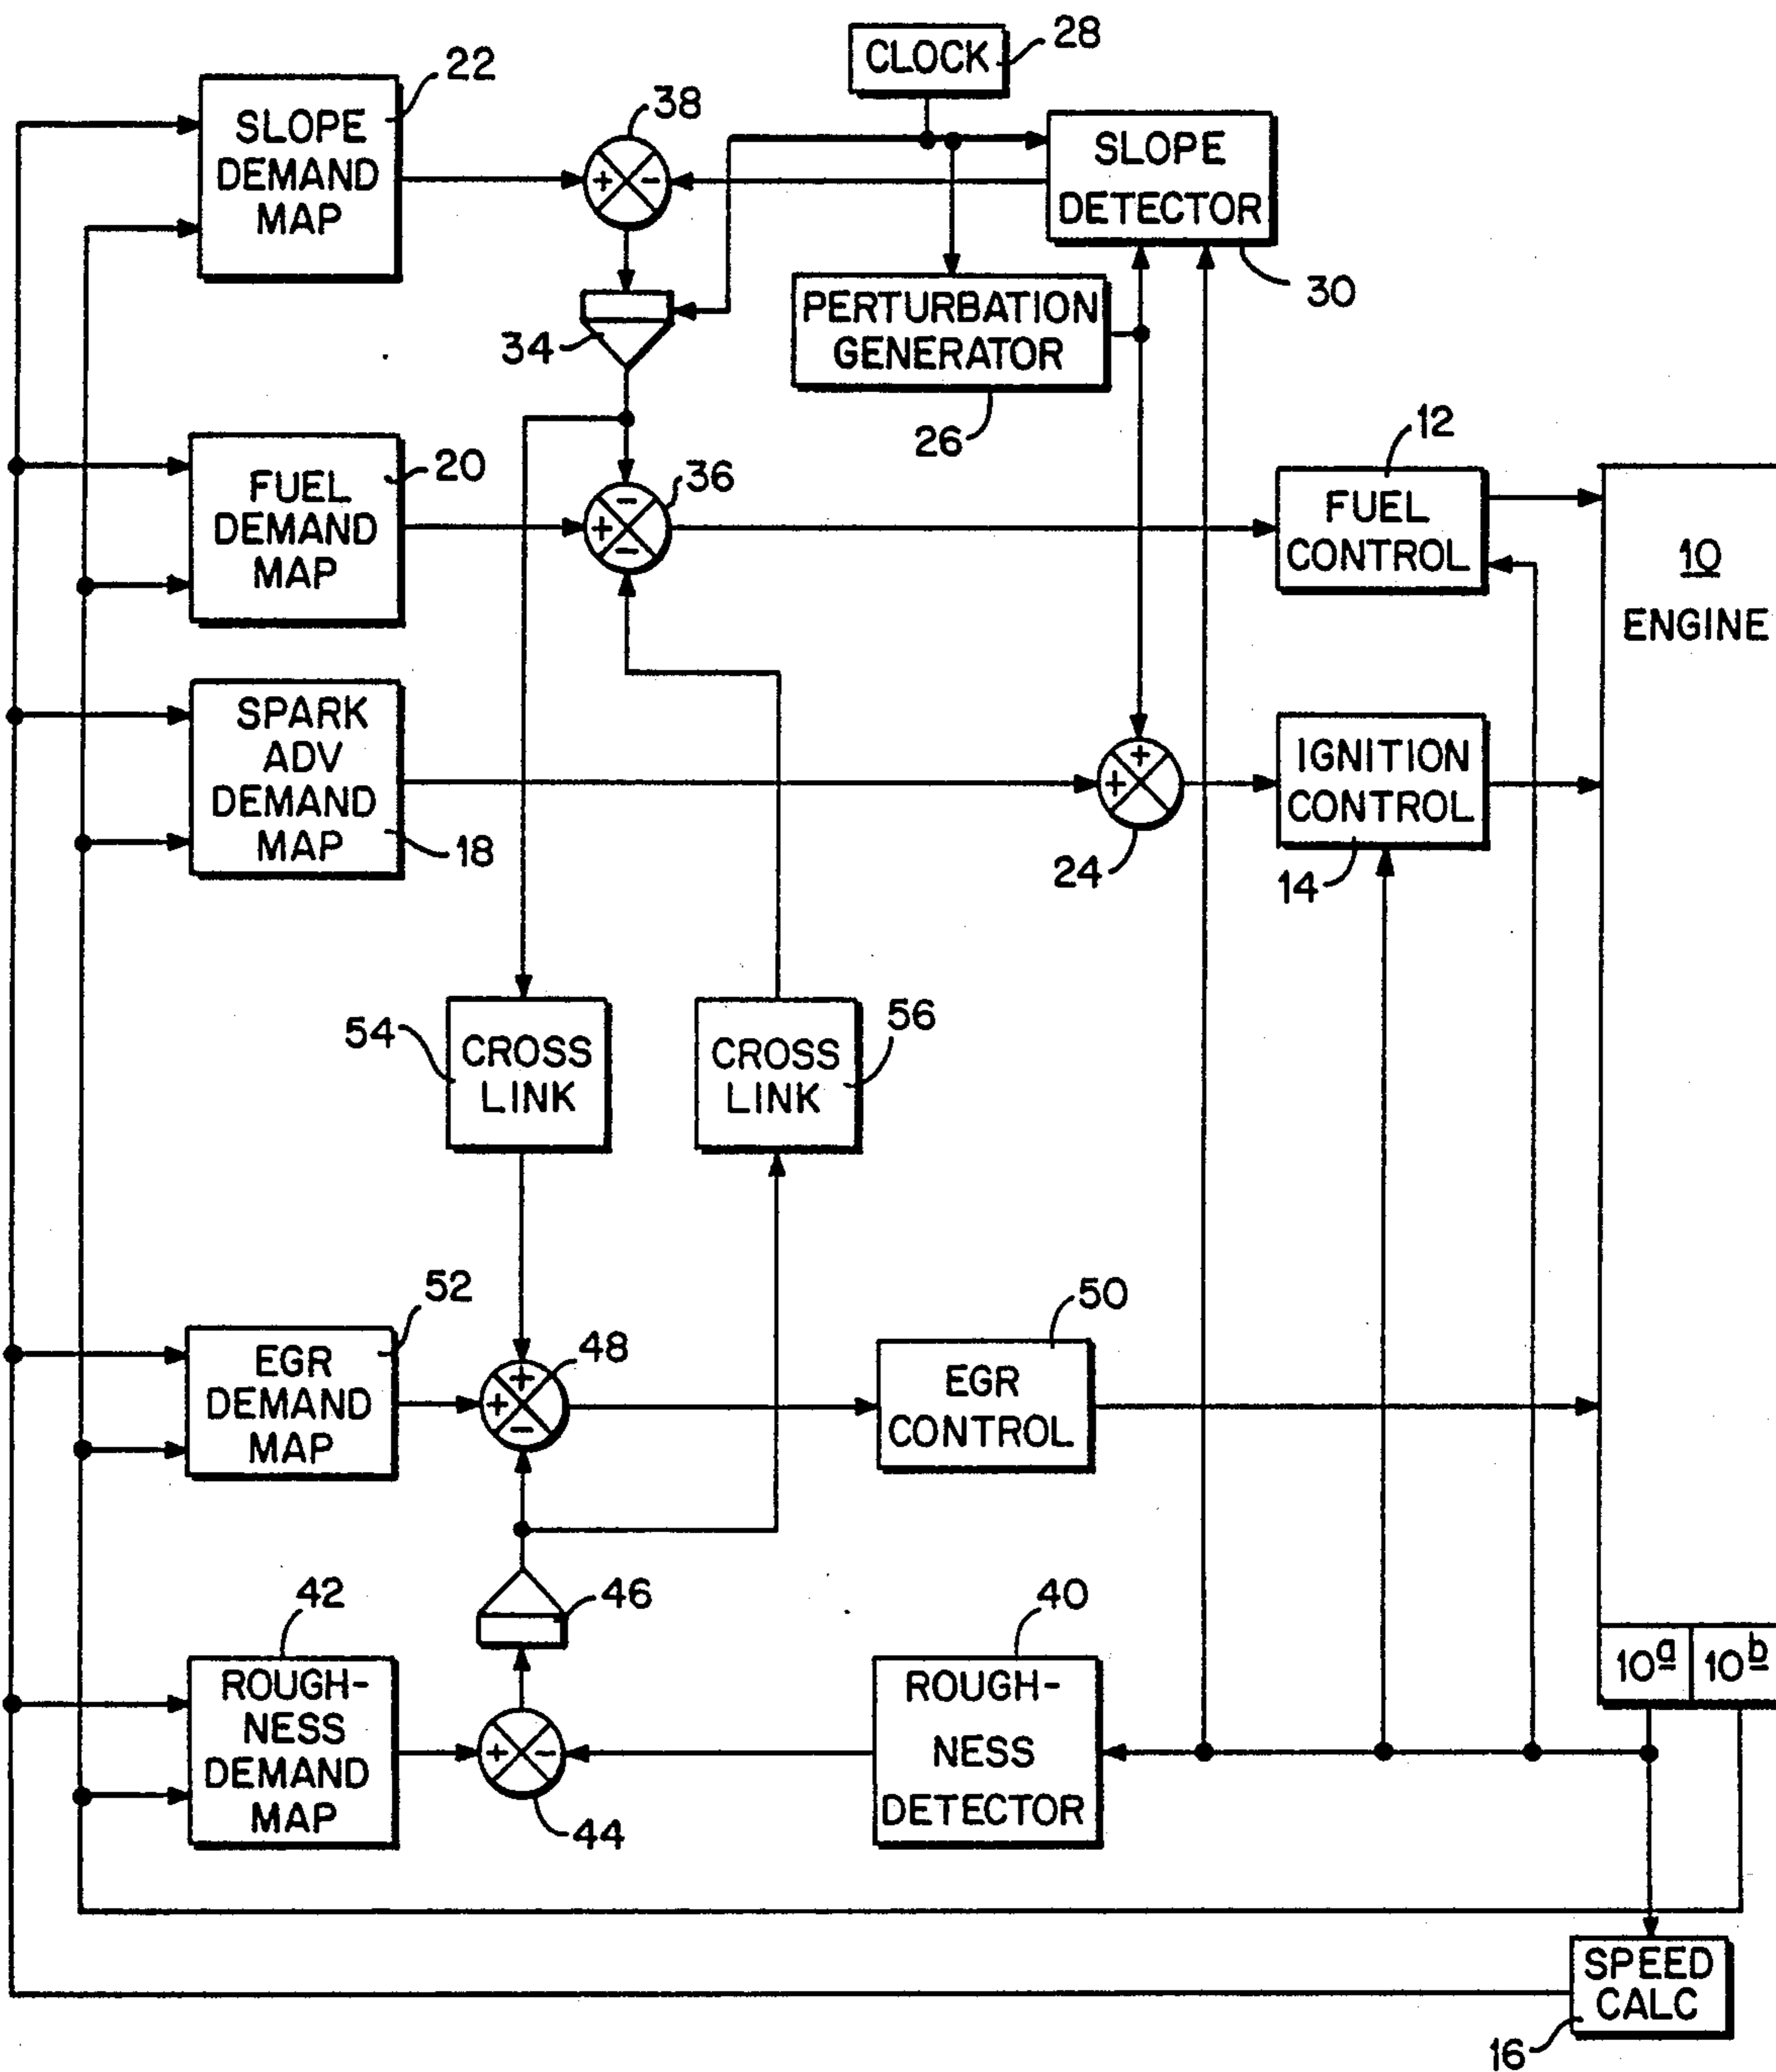 CLOCK
28
22
SLOPE
DEMAND
MAP
38
+
-
SLOPE
DETECTOR
30
34
PERTURBATION
GENERATOR
26
FUEL
DEMAND
MAP
20
36
-
+
-
12
FUEL
CONTROL
10
ENGINE
SPARK
ADV
DEMAND
MAP
18
+
+
24
IGNITION
CONTROL
14
54
CROSS
LINK
CROSS
LINK
56
52
EGR
DEMAND
MAP
48
+
+
-
50
EGR
CONTROL
46
42
ROUGH-
NESS
DEMAND
MAP
+
-
44
40
ROUGH-
NESS
DETECTOR
10a
10b
SPEED
CALC
16